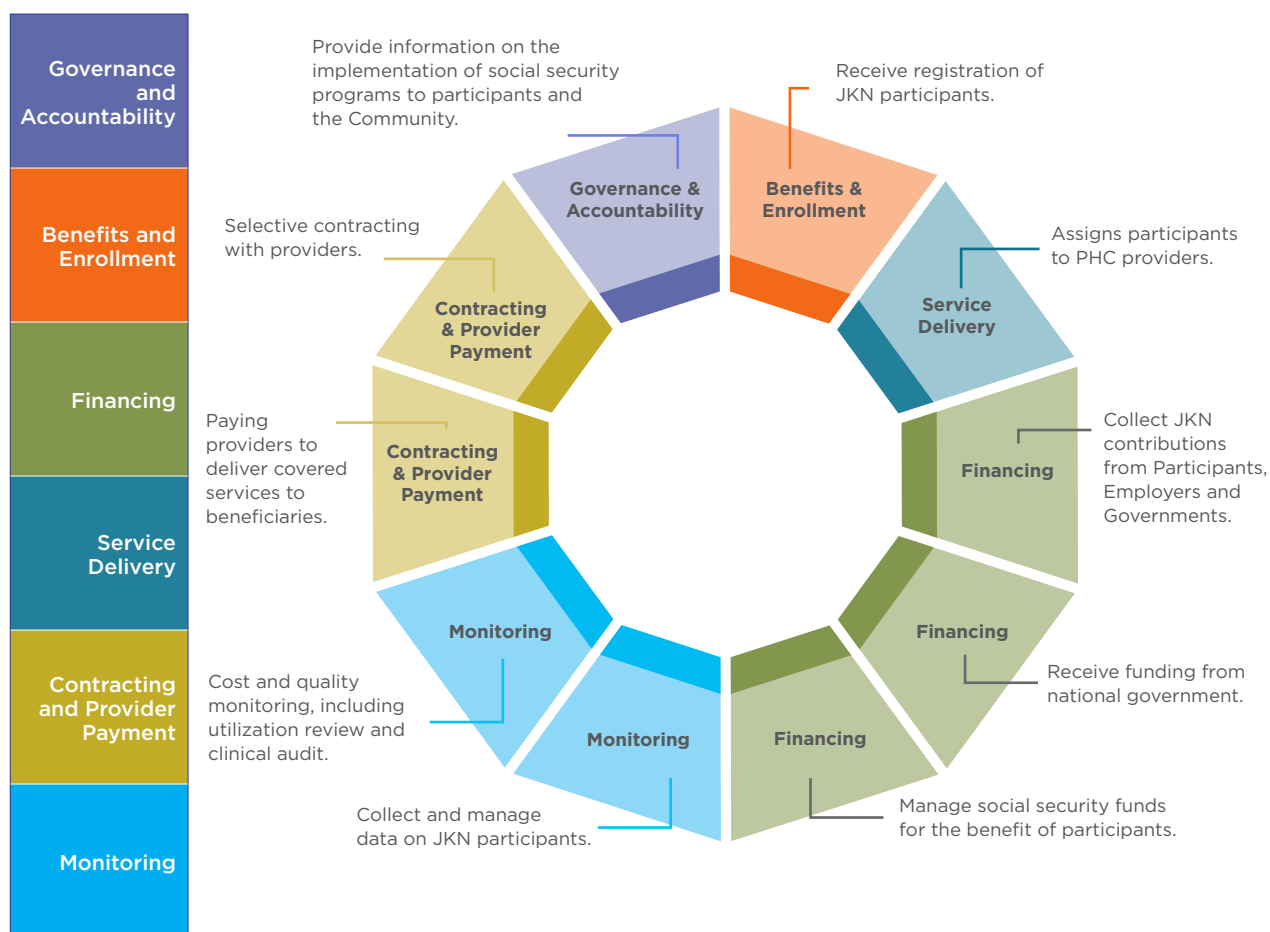 Governance
and
Accountability
Benefits and
Enrollment
Financing
Service
Delivery
Contracting
and Provider
Payment
Monitoring
Provide information on the
implementation of social security
programs to participants and
the Community.
Governance &
Accountability
Receive registration of
JKN participants.
Benefits &
Enrollment
Assigns participants
to PHC providers.
Service
Delivery
Collect JKN
contributions
from Participants,
Employers and
Governments.
Financing
Receive funding from
national government.
Financing
Manage social security funds
for the benefit of participants.
Financing
Collect and manage
data on JKN participants.
Monitoring
Cost and quality
monitoring, including
utilization review and
clinical audit.
Monitoring
Paying
providers to
deliver covered
services to
beneficiaries.
Contracting
& Provider
Payment
Selective contracting
with providers.
Contracting
& Provider
Payment